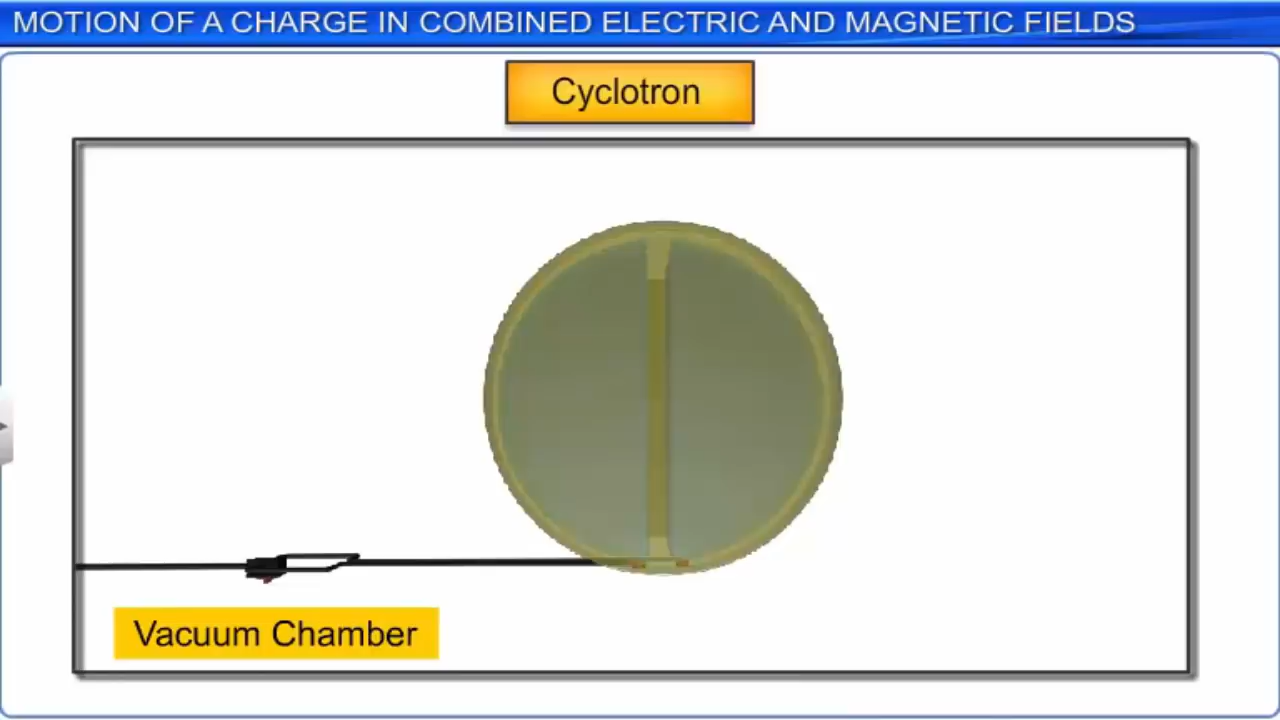 MOTION OF A CHARGE IN COMBINED ELECTRIC AND MAGNETIC FIELDS
Cyclotron
Vacuum Chamber